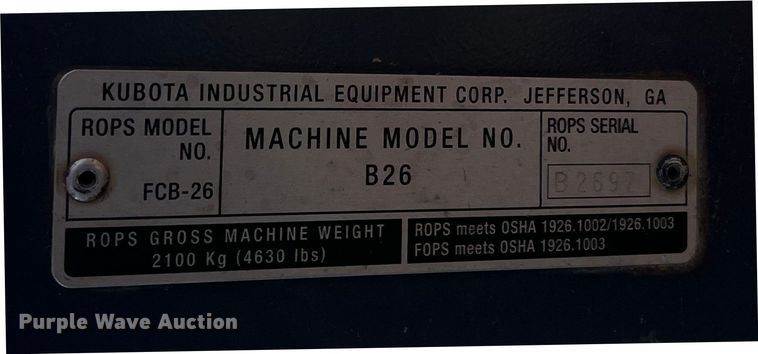 KUBOTA INDUSTRIAL EQUIPMENT CORP. JEFFERSON, GA
ROPS MODEL
NO.
FCB-26
MACHINE MODEL NO.
B26
ROPS SERIAL
NO.
B2697
ROPS GROSS MACHINE WEIGHT
2100 Kg (4630 lbs)
ROPS meets OSHA 1926.1002/1926.1003
FOPS meets OSHA 1926.1003
Purple Wave Auction